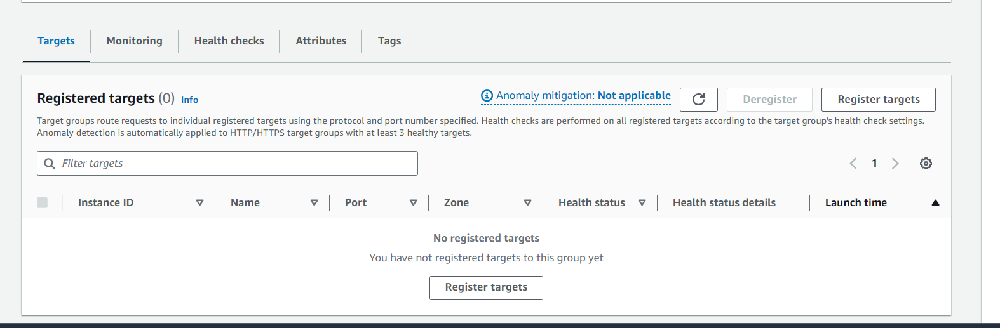 Targets
Monitoring
Health checks
Attributes
Tags
Registered targets (0) Info
Anomaly mitigation: Not applicable
Deregister
Register targets
Target groups route requests to individual registered targets using the protocol and port number specified. Health checks are performed on all registered targets according to the target group's health check settings.
Anomaly detection is automatically applied to HTTP/HTTPS target groups with at least 3 healthy targets.
Filter targets
1
Instance ID
Name
Port
Zone
Health status
Health status details
Launch time
No registered targets
You have not registered targets to this group yet
Register targets